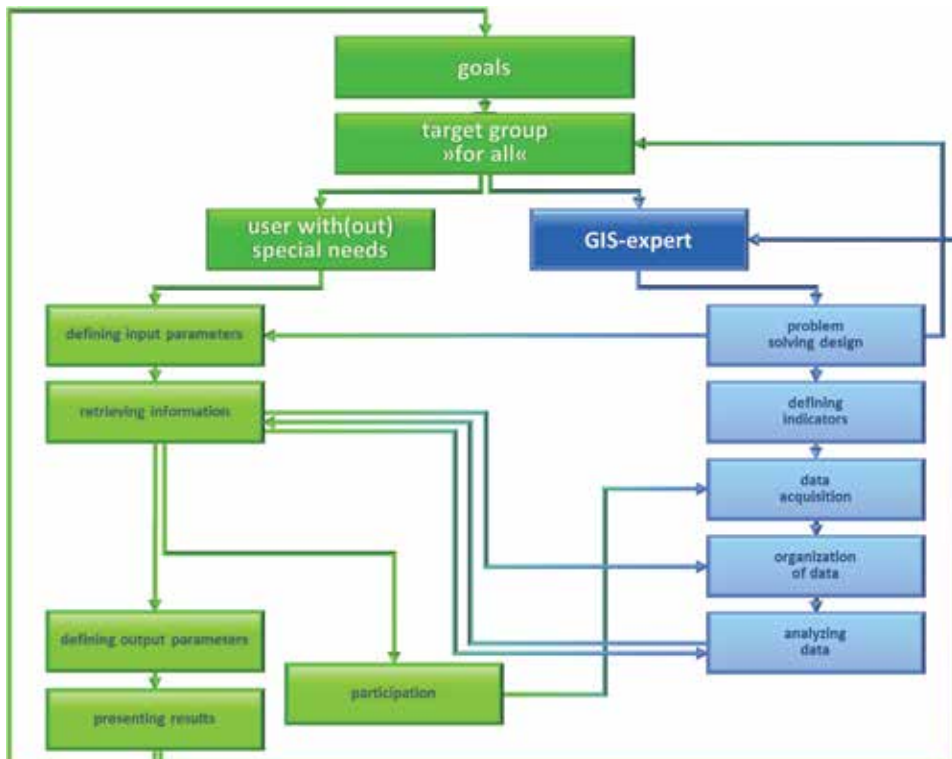 goals
target group
»for all«
user with(out)
special needs
GIS-expert
defining input parameters
problem
solving design
retrieving information
defining
indicators
data
acquisition
organization
of data
defining output parameters
analyzing
data
participation
presenting results